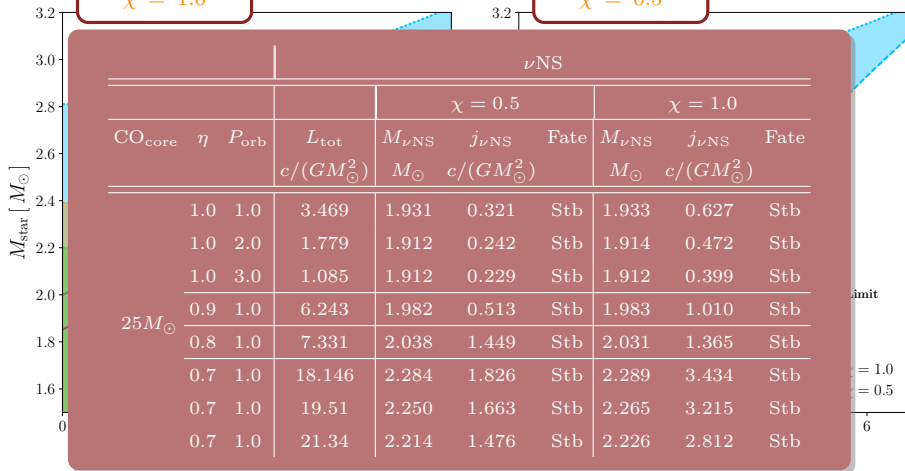 χ = 1.0
χ = 0.5
3.2
3.0
2.8
2.6
2.4
2.2
2.0
1.8
1.6
0
M_star [ M_⊙ ]
3.2
νNS
χ = 0.5 χ = 1.0
CO_core η P_orb L_tot M_νNS j_νNS Fate M_νNS j_νNS Fate
c/(GM²_⊙) M_⊙ c/(GM²_⊙) M_⊙ c/(GM²_⊙)
1.0 1.0 3.469 1.931 0.321 Stb 1.933 0.627 Stb
1.0 2.0 1.779 1.912 0.242 Stb 1.914 0.472 Stb
1.0 3.0 1.085 1.912 0.229 Stb 1.912 0.399 Stb
0.9 1.0 6.243 1.982 0.513 Stb 1.983 1.010 Stb
25M_⊙
0.8 1.0 7.331 2.038 1.449 Stb 2.031 1.365 Stb
0.7 1.0 18.146 2.284 1.826 Stb 2.289 3.434 Stb
0.7 1.0 19.51 2.250 1.663 Stb 2.265 3.215 Stb
0.7 1.0 21.34 2.214 1.476 Stb 2.226 2.812 Stb
= 1.0
= 0.5
6